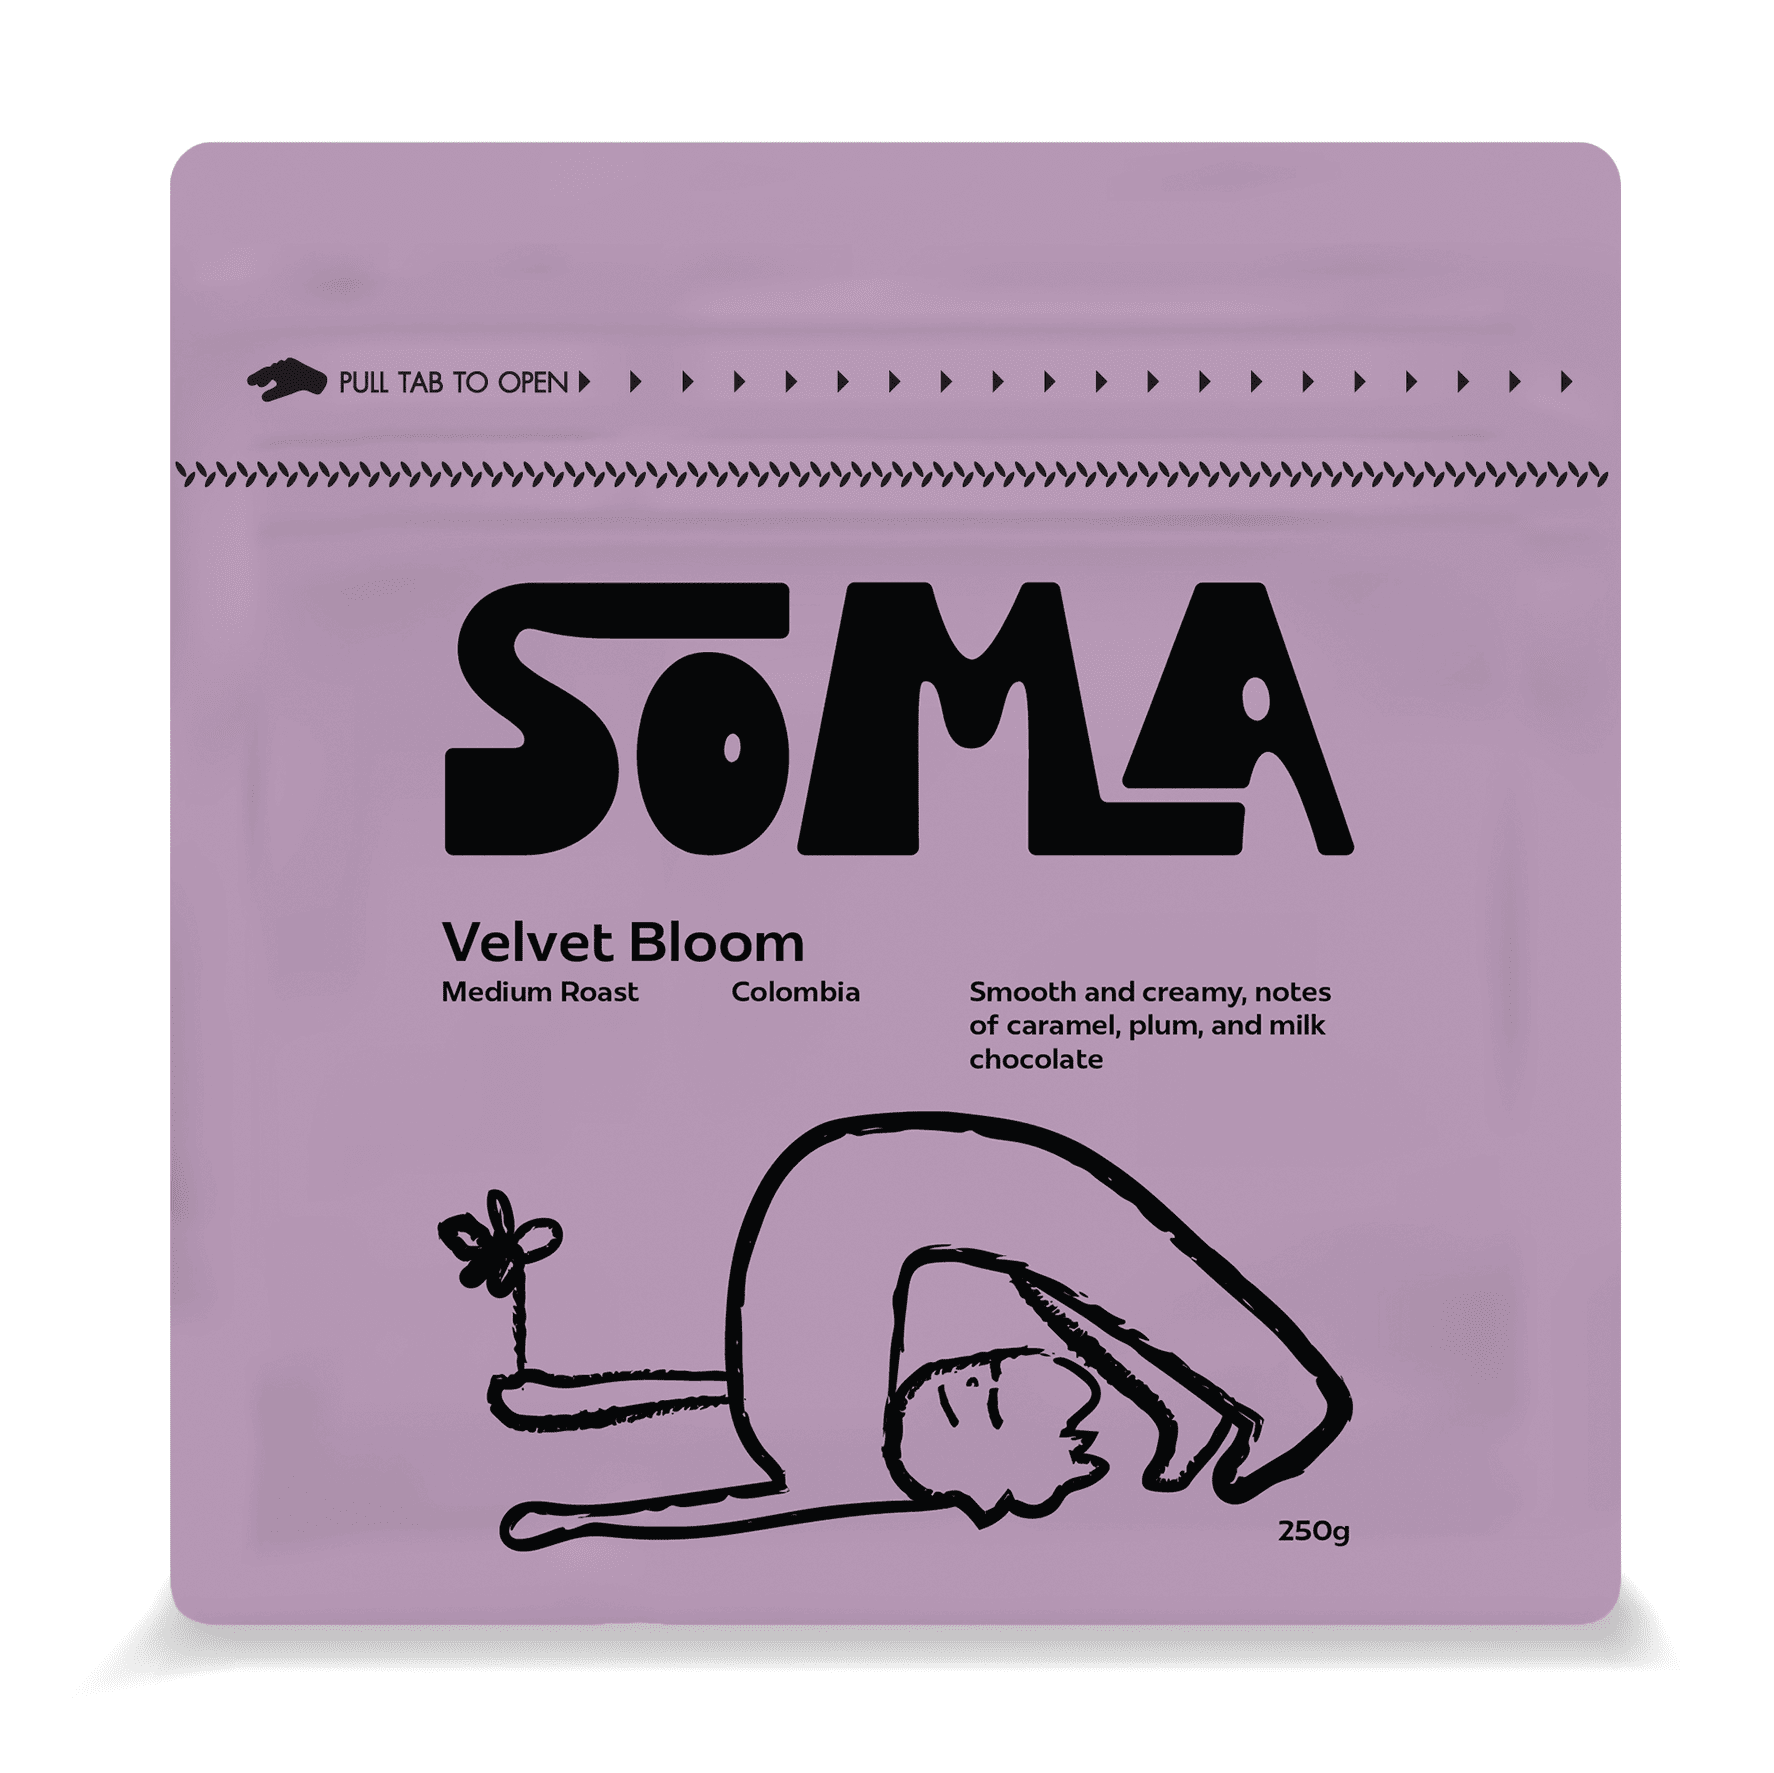 PULL TAB TO OPEN
SOMA
Velvet Bloom
Medium Roast
Colombia
Smooth and creamy, notes
of caramel, plum, and milk
chocolate
250g